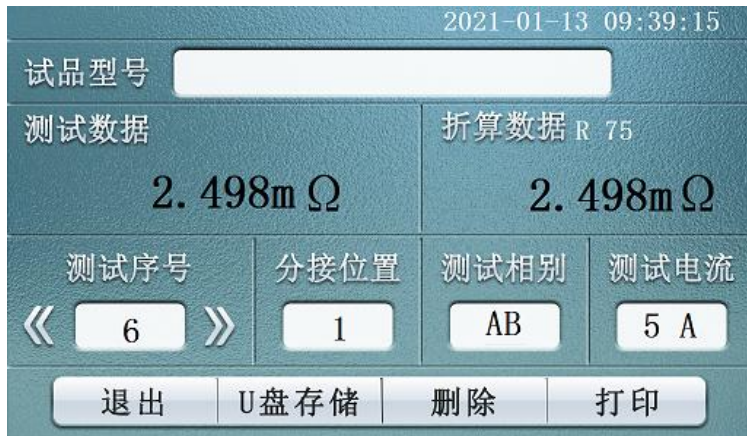 2021-01-13 09:39:15
试品型号
测试数据
折算数据 R 75
2.498mΩ
2.498mΩ
测试序号 分接位置 测试相别 测试电流
« 6 » 1 AB 5 A
退出 U盘存储 删除 打印